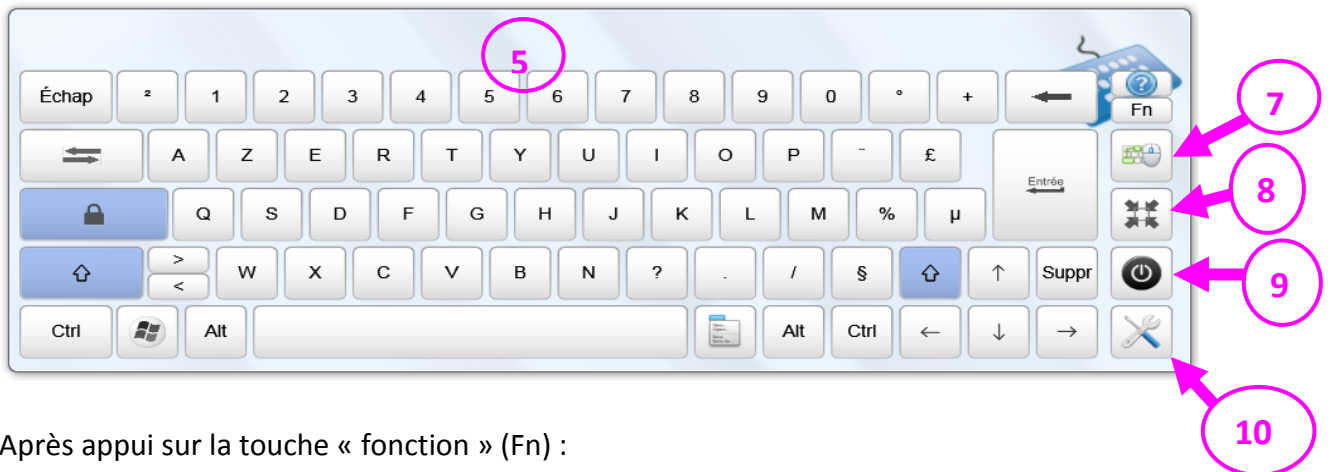 5
Échap ² 1 2 3 4 5 6 7 8 9 0 ° +
Fn
7
A Z E R T Y U I O P ¨ £
Entrée
8
Q S D F G H J K L M % µ
>
<
W X C V B N ? . / § ↑ Suppr
9
Ctrl Alt Alt Ctrl ← ↓ →
10
Après appui sur la touche « fonction » (Fn) :